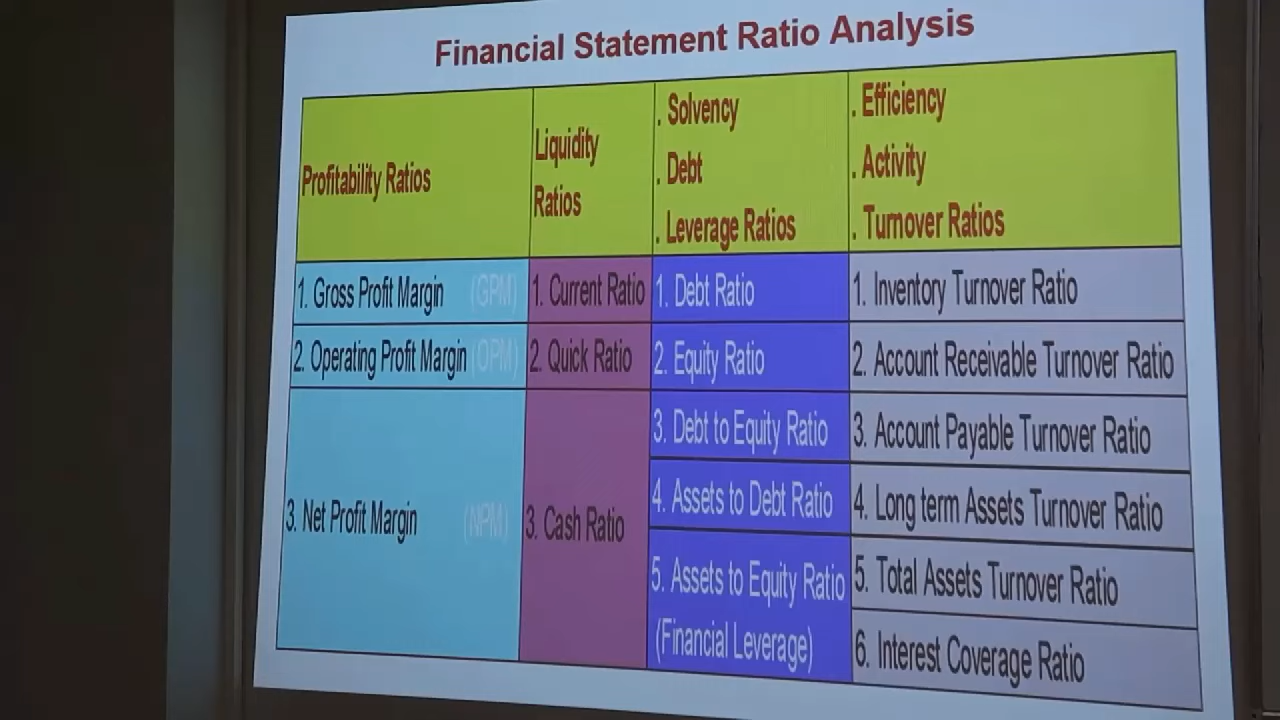 Financial Statement Ratio Analysis
Profitability Ratios
Liquidity
Ratios
. Solvency
. Debt
. Leverage Ratios
. Efficiency
. Activity
. Turnover Ratios
1. Gross Profit Margin (GPM)
1. Current Ratio
1. Debt Ratio
1. Inventory Turnover Ratio
2. Operating Profit Margin (OPM)
2. Quick Ratio
2. Equity Ratio
2. Account Receivable Turnover Ratio
3. Net Profit Margin (NPM)
3. Cash Ratio
3. Debt to Equity Ratio
3. Account Payable Turnover Ratio
4. Assets to Debt Ratio
4. Long term Assets Turnover Ratio
5. Assets to Equity Ratio
(Financial Leverage)
5. Total Assets Turnover Ratio
6. Interest Coverage Ratio